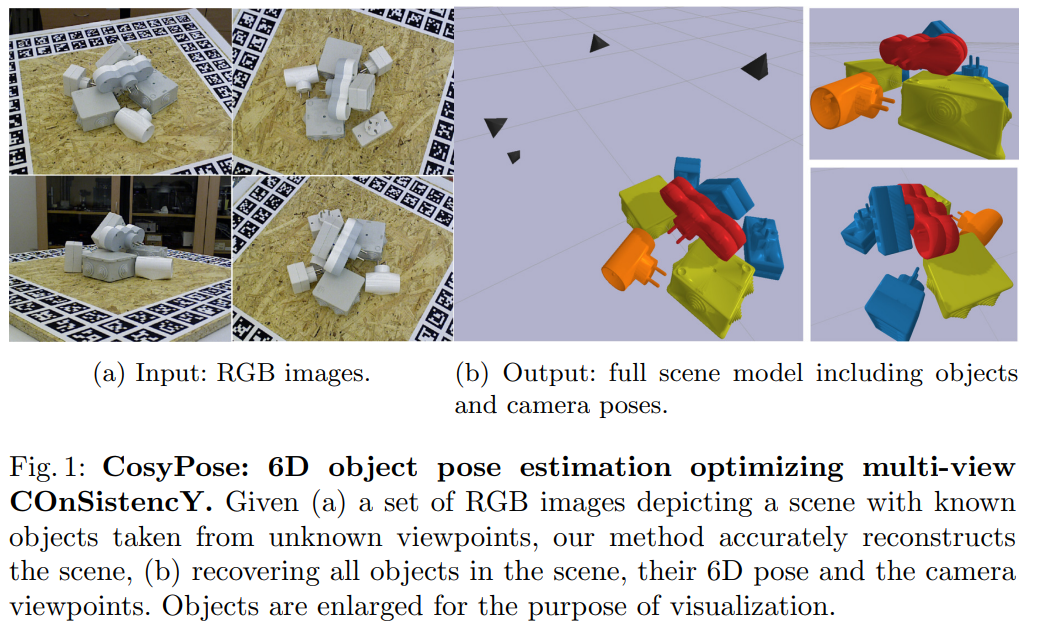 (a) Input: RGB images.
(b) Output: full scene model including objects
and camera poses.
Fig. 1: CosyPose: 6D object pose estimation optimizing multi-view
COnSistencY. Given (a) a set of RGB images depicting a scene with known
objects taken from unknown viewpoints, our method accurately reconstructs
the scene, (b) recovering all objects in the scene, their 6D pose and the camera
viewpoints. Objects are enlarged for the purpose of visualization.